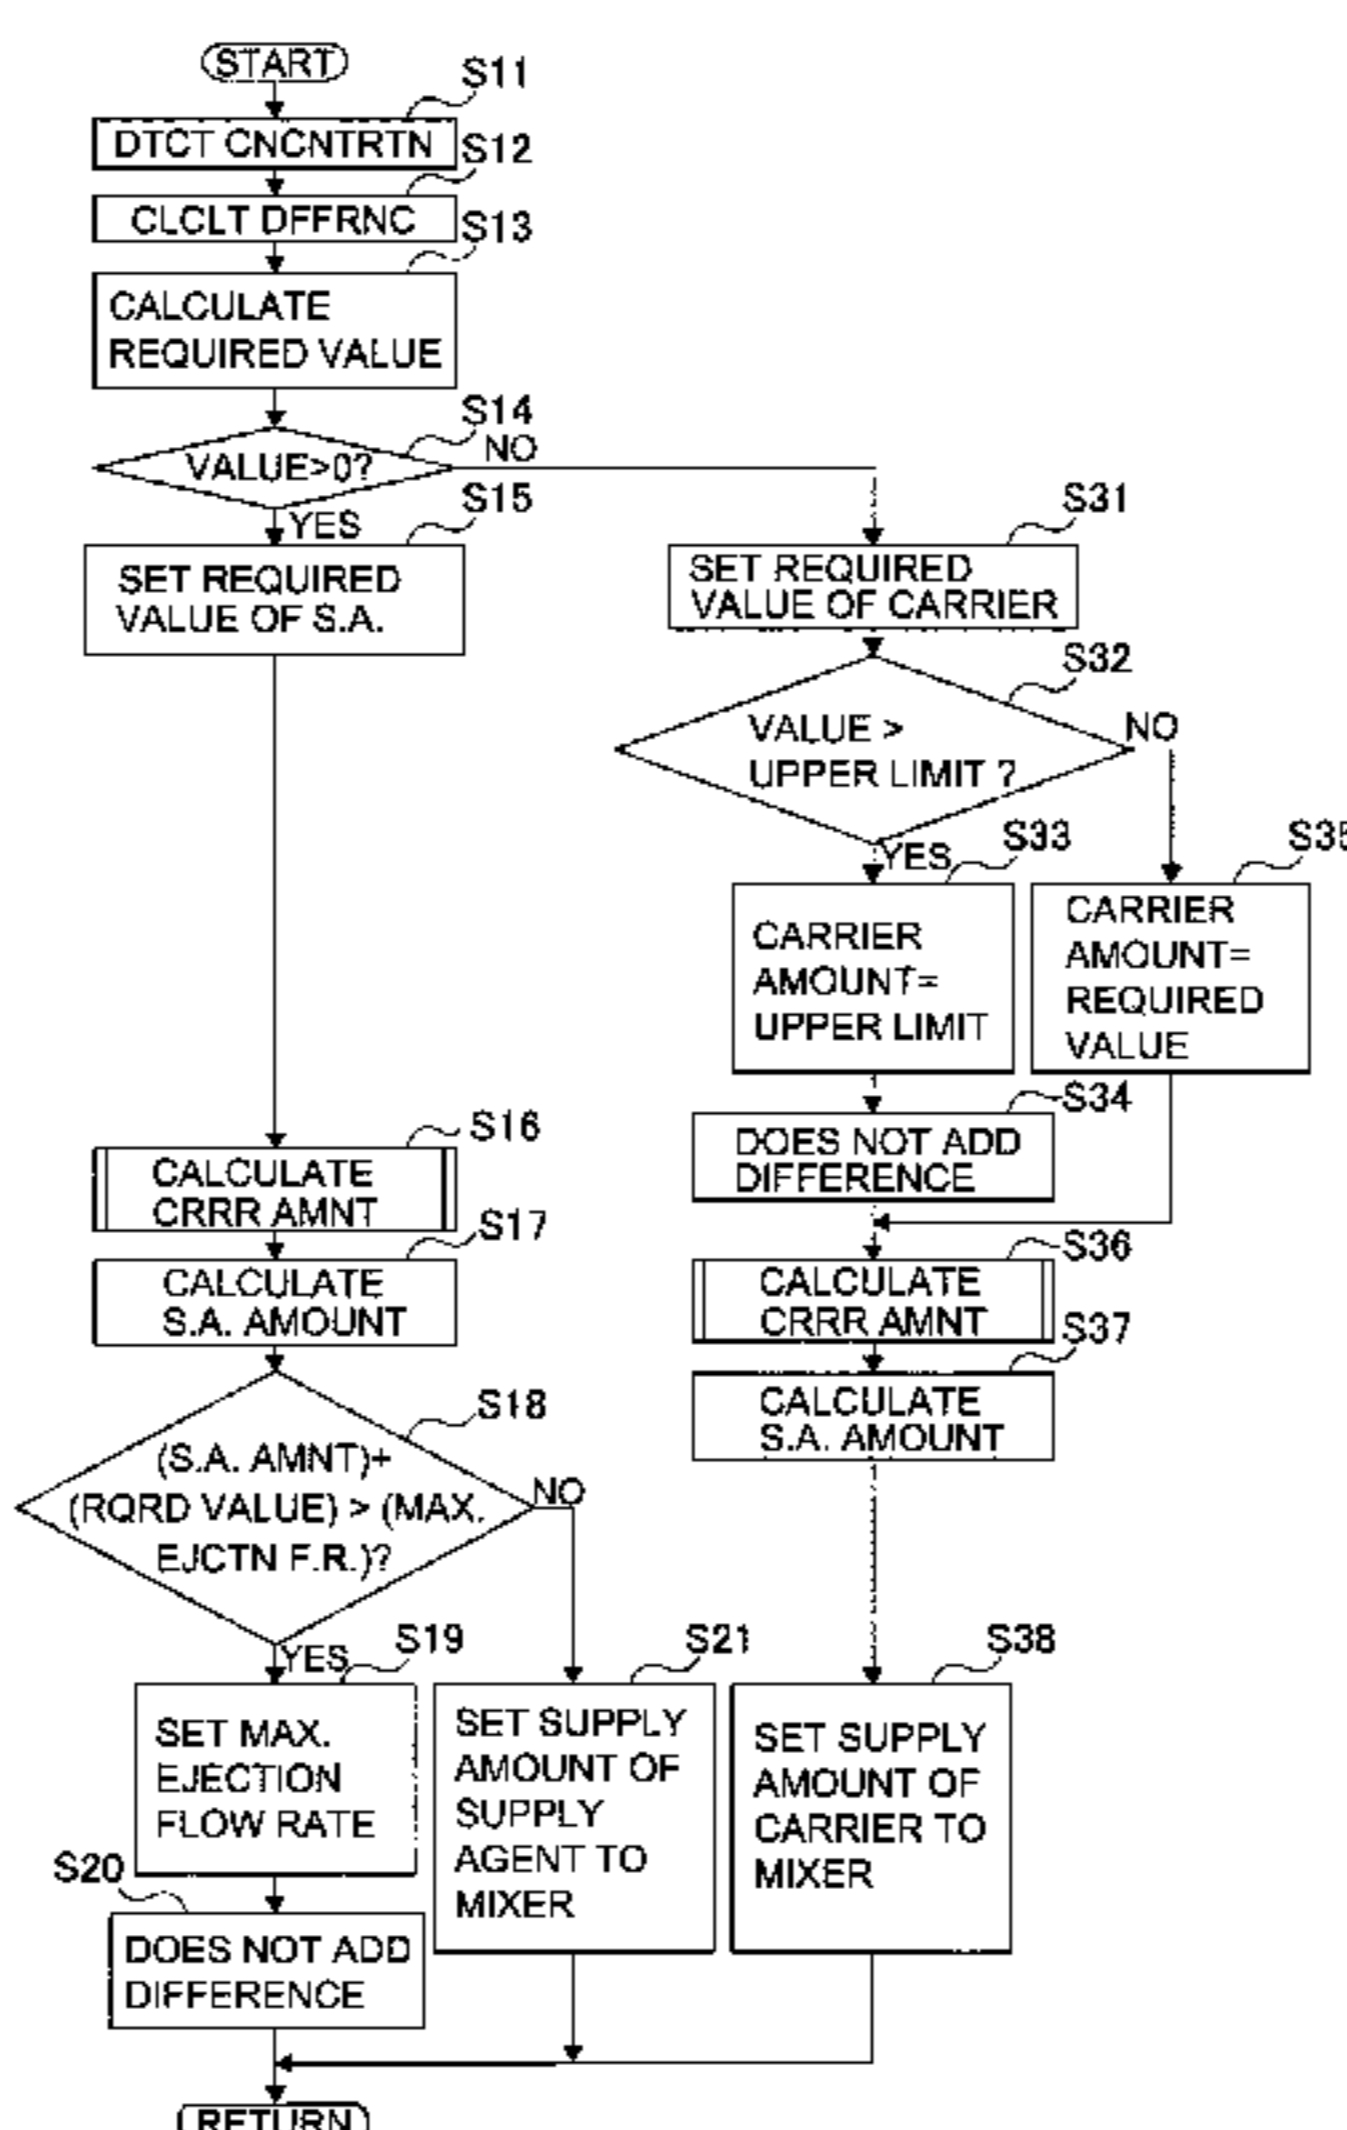 START
S11
DTCT CNCNTRTN
S12
CLCLT DFFRNC
S13
CALCULATE
REQUIRED VALUE
S14
VALUE>0?
NO
YES
S15
SET REQUIRED
VALUE OF S.A.
S31
SET REQUIRED
VALUE OF CARRIER
S32
VALUE >
UPPER LIMIT ?
NO
YES
S33
CARRIER
AMOUNT=
UPPER LIMIT
S35
CARRIER
AMOUNT=
REQUIRED
VALUE
S34
DOES NOT ADD
DIFFERENCE
S16
CALCULATE
CRRR AMNT
S17
CALCULATE
S.A. AMOUNT
S36
CALCULATE
CRRR AMNT
S37
CALCULATE
S.A. AMOUNT
S18
(S.A. AMNT)+
(RQRD VALUE) > (MAX.
EJCTN F.R.)?
NO
YES
S19
SET MAX.
EJECTION
FLOW RATE
S21
SET SUPPLY
AMOUNT OF
SUPPLY
AGENT TO
MIXER
S38
SET SUPPLY
AMOUNT OF
CARRIER TO
MIXER
S20
DOES NOT ADD
DIFFERENCE
RETURN